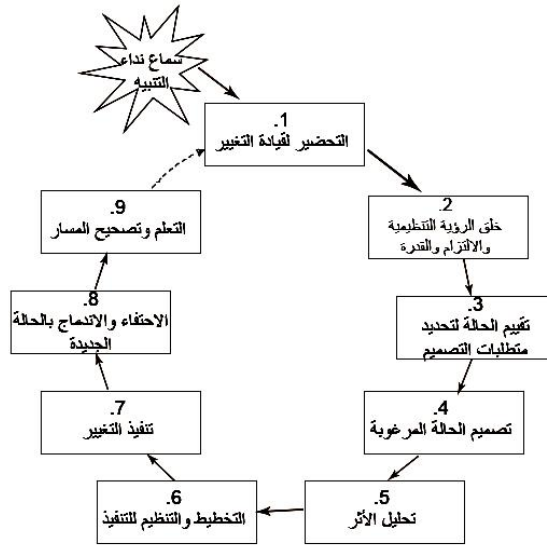 سماع نداء
التنبيه
.1
التحضير لقيادة التغيير
.2
خلق الرؤية التنظيمية
والالتزام والقدرة
.3
تقييم الحالة لتحديد
متطلبات التصميم
.4
تصميم الحالة المرغوبة
.5
تحليل الأثر
.6
التخطيط والتنظيم للتنفيذ
.7
تنفيذ التغيير
.8
الاحتفاء والاندماج بالحالة
الجديدة
.9
التعلم وتصحيح المسار